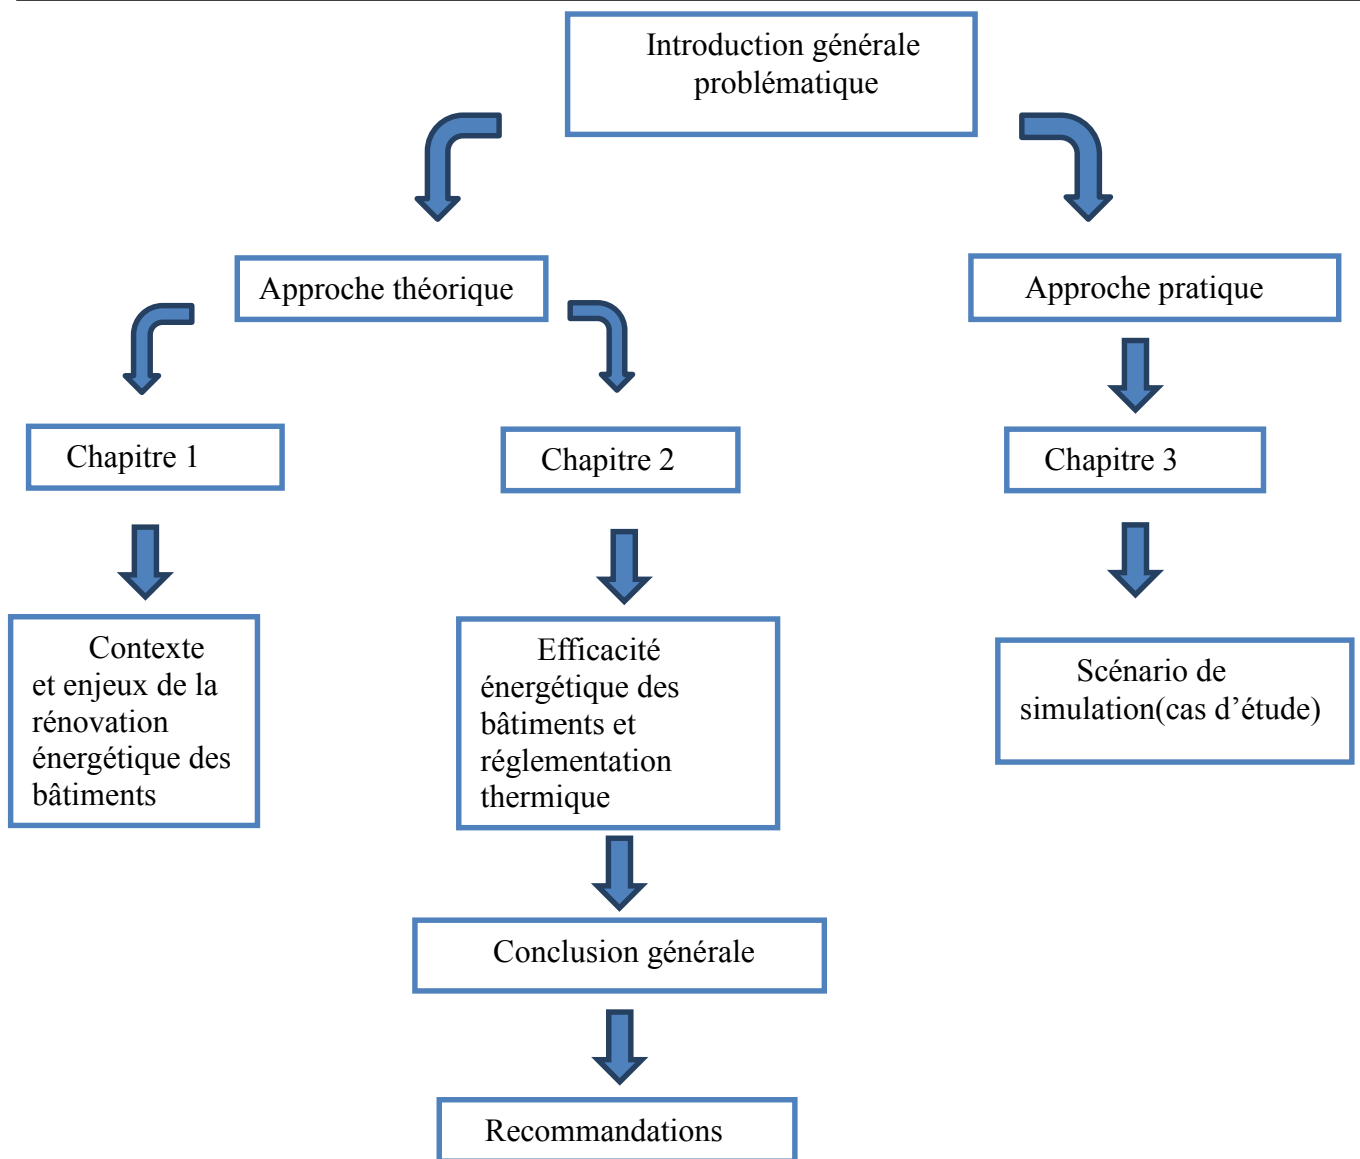 Introduction générale
problématique
Approche théorique
Approche pratique
Chapitre 1
Chapitre 2
Chapitre 3
Contexte
et enjeux de la
rénovation
énergétique des
bâtiments
Efficacité
énergétique des
bâtiments et
réglementation
thermique
Scénario de
simulation(cas d’étude)
Conclusion générale
Recommandations